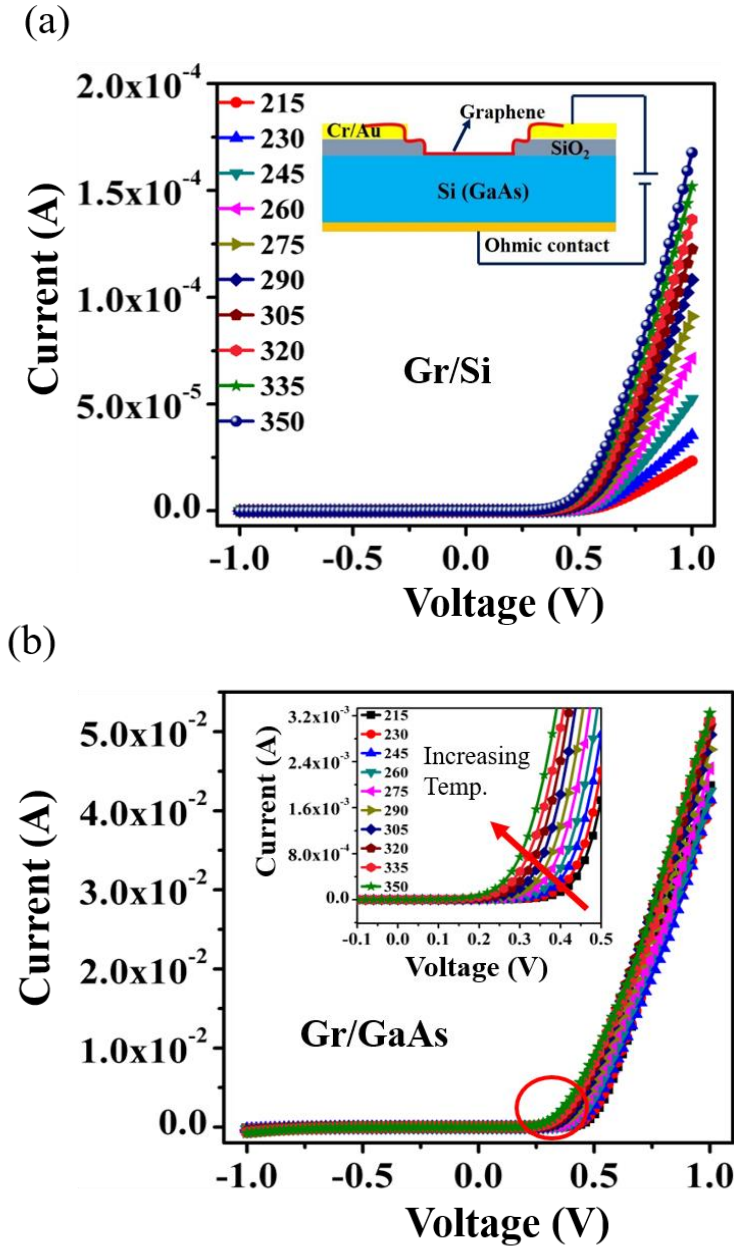 (a)
Current (A)
2.0x10⁻⁴
1.5x10⁻⁴
1.0x10⁻⁴
5.0x10⁻⁵
0.0
215
230
245
260
275
290
305
320
335
350
Graphene
Cr/Au
SiO₂
Si (GaAs)
Ohmic contact
Gr/Si
-1.0 -0.5 0.0 0.5 1.0
Voltage (V)
(b)
Current (A)
5.0x10⁻²
4.0x10⁻²
3.0x10⁻²
2.0x10⁻²
1.0x10⁻²
0.0
Current (A)
3.2x10⁻³
2.4x10⁻³
1.6x10⁻³
8.0x10⁻⁴
0.0
215
230
245
260
275
290
305
320
335
350
Increasing
Temp.
-0.1 0.0 0.1 0.2 0.3 0.4 0.5
Voltage (V)
Gr/GaAs
-1.0 -0.5 0.0 0.5 1.0
Voltage (V)